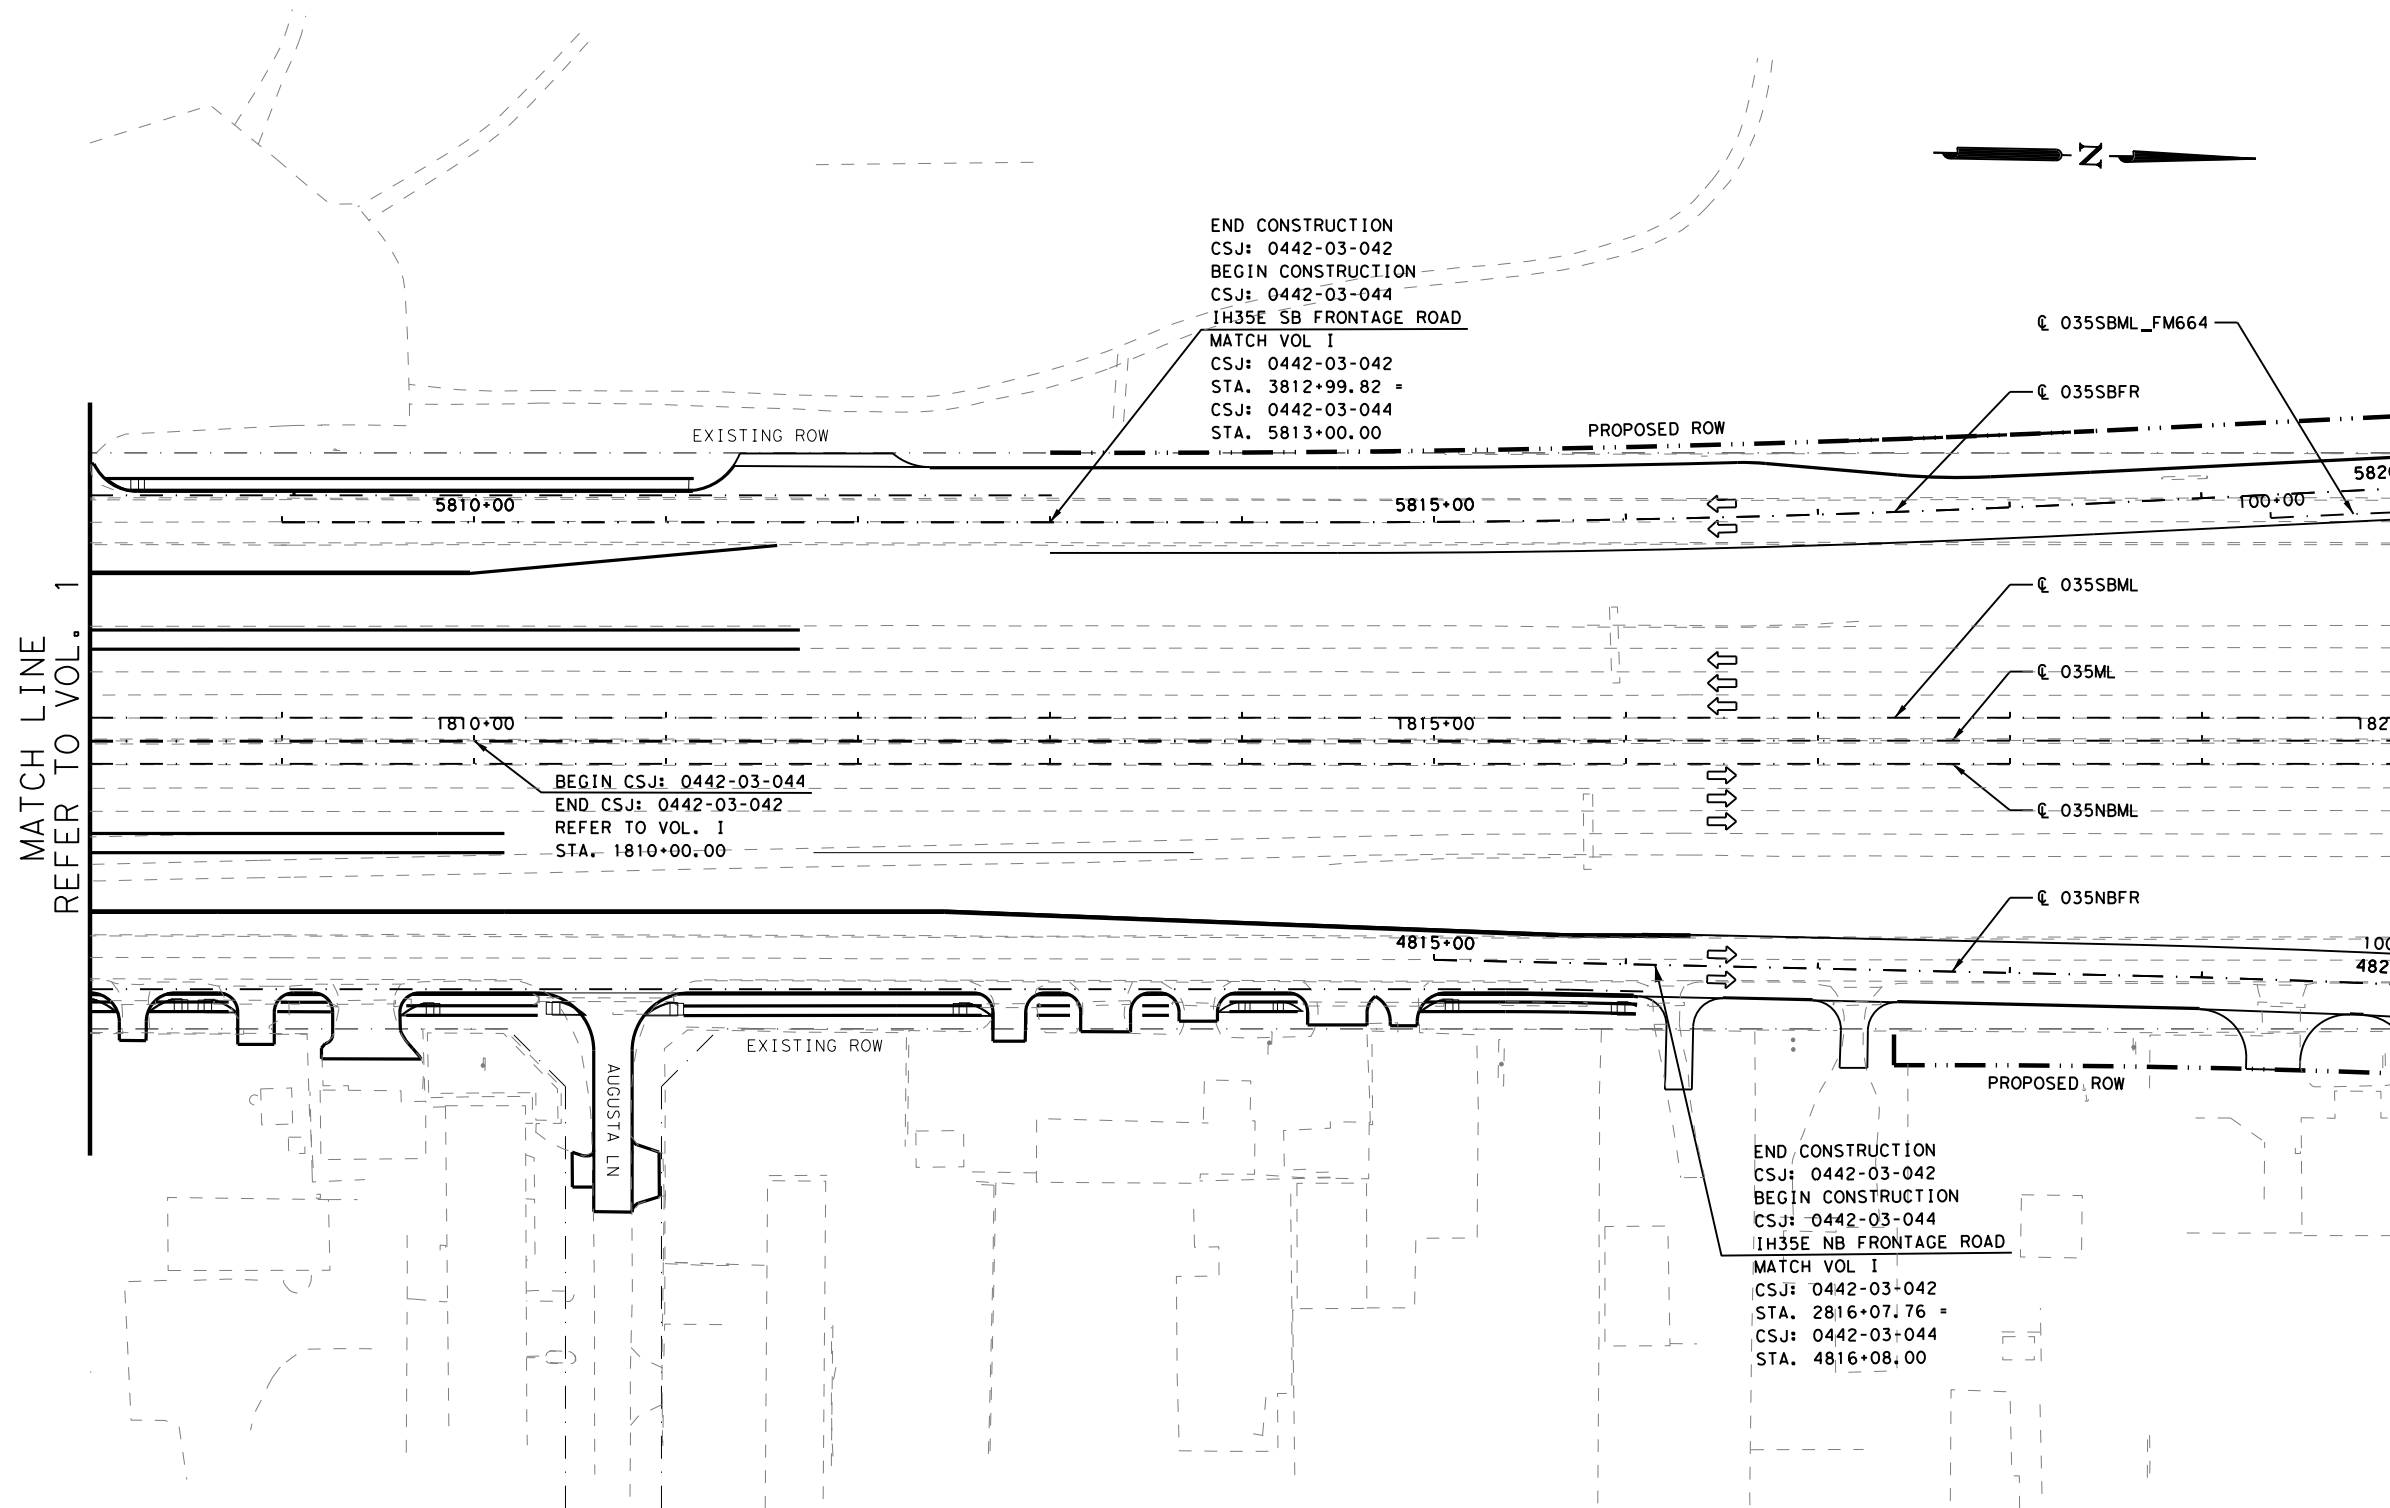 N
END CONSTRUCTION
CSJ: 0442-03-042
BEGIN CONSTRUCTION
CSJ: 0442-03-044
IH35E SB FRONTAGE ROAD
MATCH VOL I
CSJ: 0442-03-042
STA. 3812+99.82 =
CSJ: 0442-03-044
STA. 5813+00.00
℄ 035SBML_FM664
℄ 035SBFR
EXISTING ROW
PROPOSED ROW
5810+00
5815+00
100+00
582
℄ 035SBML
℄ 035ML
MATCH LINE
REFER TO VOL. 1
1810+00
1815+00
182
BEGIN CSJ: 0442-03-044
END CSJ: 0442-03-042
REFER TO VOL. I
STA. 1810+00.00
℄ 035NBML
℄ 035NBFR
4815+00
100
482
EXISTING ROW
AUGUSTA LN
PROPOSED ROW
END CONSTRUCTION
CSJ: 0442-03-042
BEGIN CONSTRUCTION
CSJ: 0442-03-044
IH35E NB FRONTAGE ROAD
MATCH VOL I
CSJ: 0442-03-042
STA. 2816+07.76 =
CSJ: 0442-03-044
STA. 4816+08.00